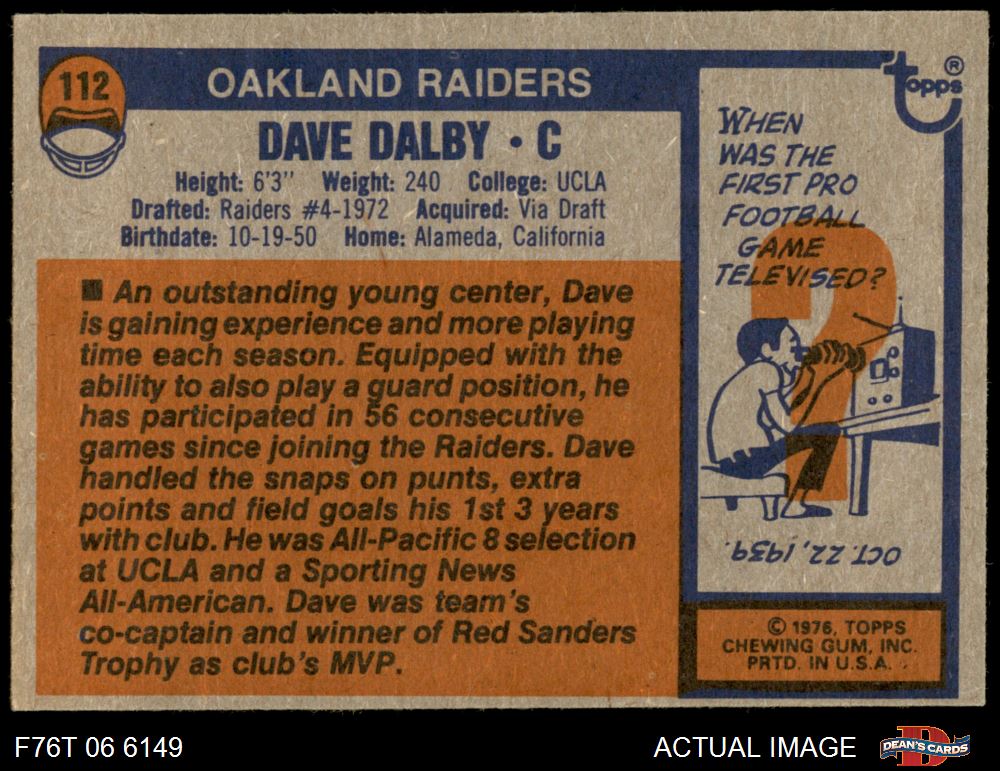 112
OAKLAND RAIDERS
DAVE DALBY • C
Height: 6'3" Weight: 240 College: UCLA
Drafted: Raiders #4-1972 Acquired: Via Draft
Birthdate: 10-19-50 Home: Alameda, California
■ An outstanding young center, Dave
is gaining experience and more playing
time each season. Equipped with the
ability to also play a guard position, he
has participated in 56 consecutive
games since joining the Raiders. Dave
handled the snaps on punts, extra
points and field goals his 1st 3 years
with club. He was All-Pacific 8 selection
at UCLA and a Sporting News
All-American. Dave was team's
co-captain and winner of Red Sanders
Trophy as club's MVP.
topps ®
WHEN
WAS THE
FIRST PRO
FOOTBALL
GAME
TELEVISED?
OCT. 22, 1939.
© 1976, TOPPS
CHEWING GUM, INC.
PRTD. IN U.S.A.
F76T 06 6149
ACTUAL IMAGE
DEAN'S CARDS